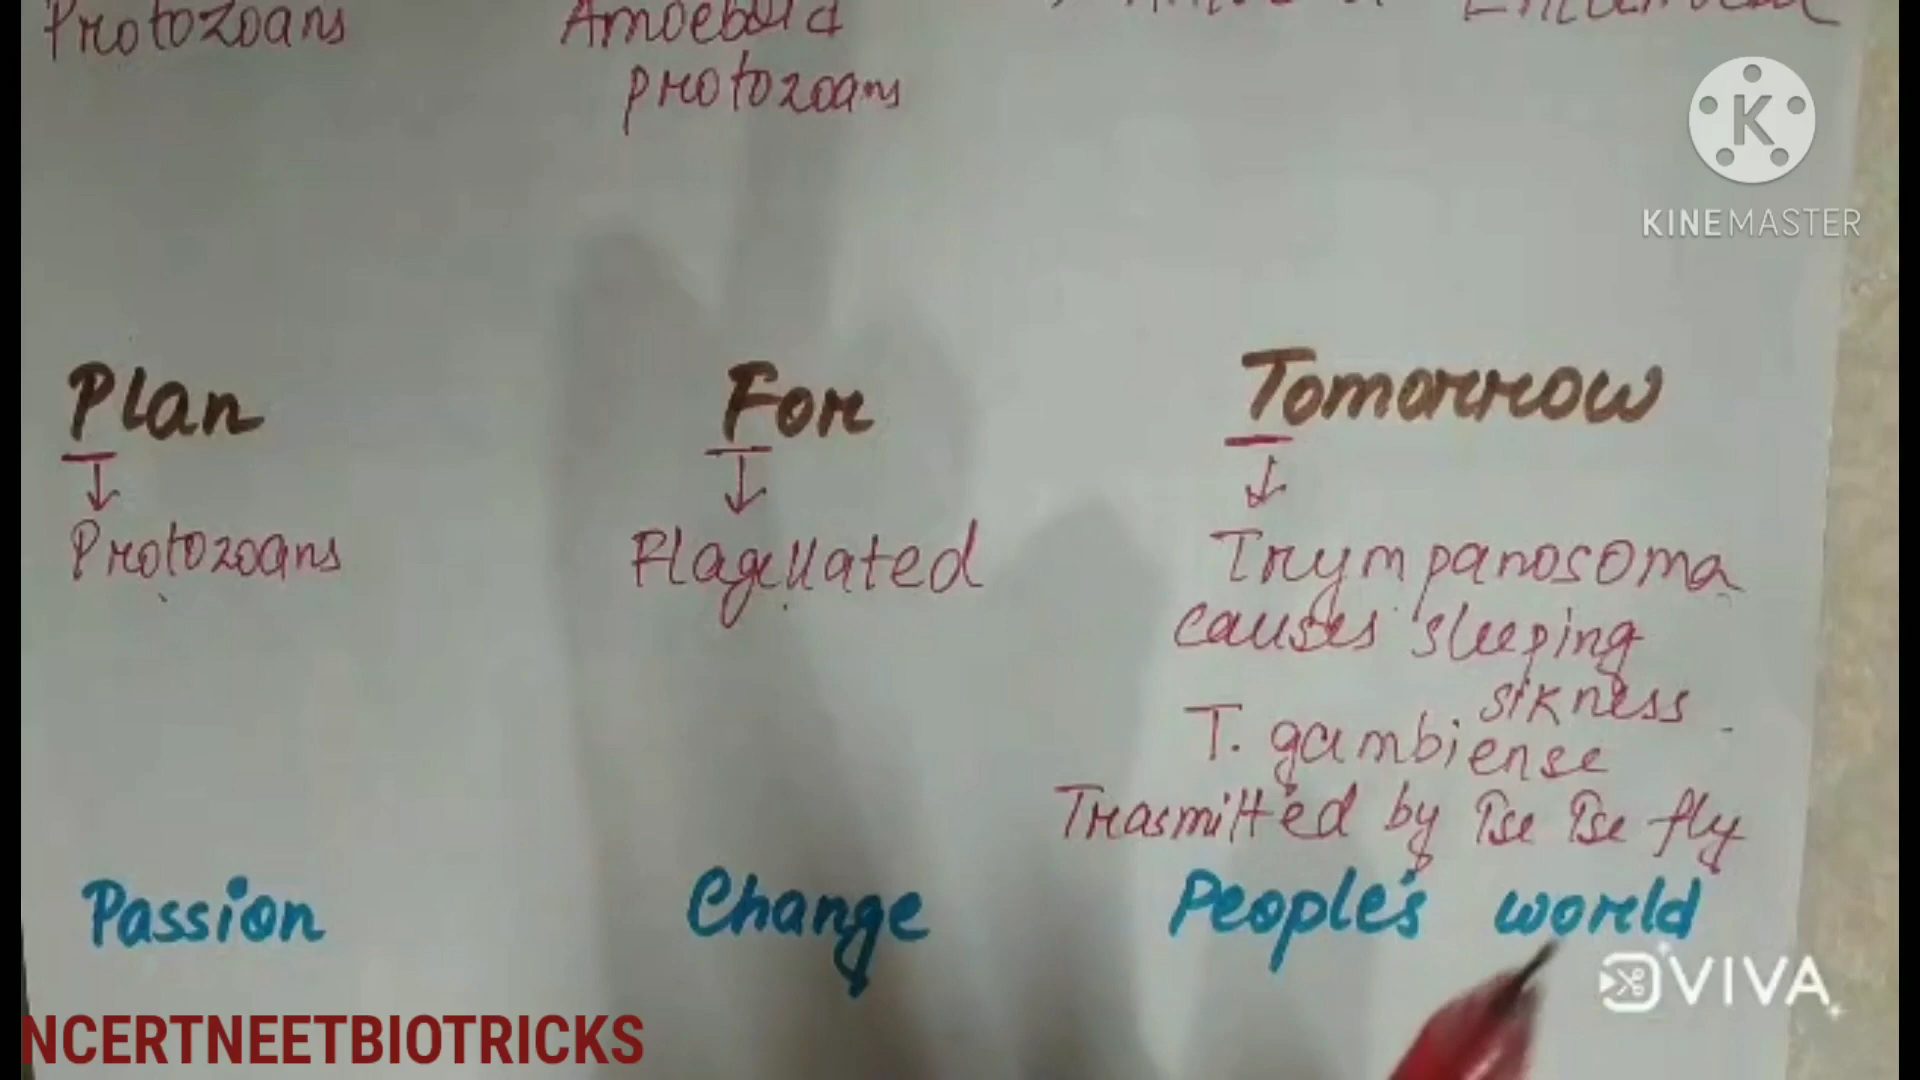 Protozoans Amoeboid
protozoans
KINEMASTER
Plan For Tomorrow
Protozoans Flagellated Trympanosoma
causes sleeping
sikness
T. gambiense
Trasmitted by Tse Tse fly
Passion Change People's world
VIVA
NCERTNEETBIOTRICKS